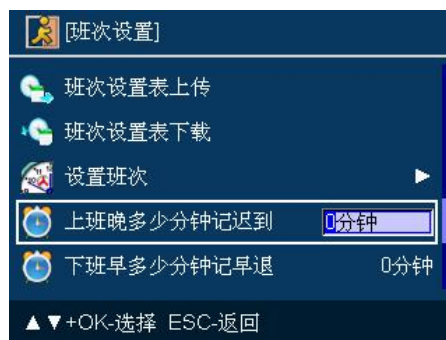 [班次设置]
班次设置表上传
班次设置表下载
设置班次
上班晚多少分钟记迟到 0分钟
下班早多少分钟记早退 0分钟
▲▼+OK-选择 ESC-返回